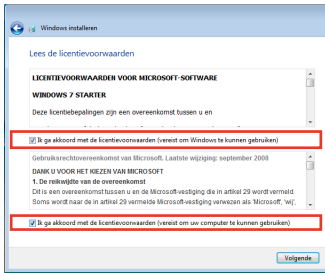 Windows installeren
Lees de licentievoorwaarden
LICENTIEVOORWAARDEN VOOR MICROSOFT-SOFTWARE
WINDOWS 7 STARTER
Deze licentiebepalingen zijn een overeenkomst tussen u en
Ik ga akkoord met de licentievoorwaarden (vereist om Windows te kunnen gebruiken)
Gebruiksrechtovereenkomst van Microsoft. Laatste wijziging: september 2008
DANK U VOOR HET KIEZEN VAN MICROSOFT
1. De reikwijdte van de overeenkomst
Dit is een overeenkomst tussen u en de Microsoft-vestiging die in artikel 29 wordt vermeld.
Soms wordt naar de in artikel 29 vermelde Microsoft-vestiging verwezen als 'Microsoft', 'wij',
Ik ga akkoord met de licentievoorwaarden (vereist om uw computer te kunnen gebruiken)
Volgende